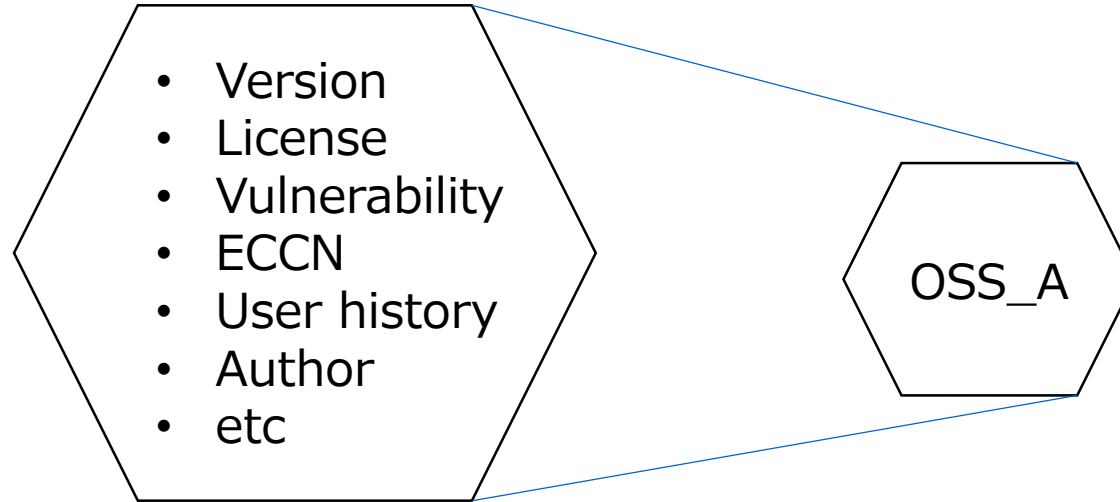 • Version
• License
• Vulnerability
• ECCN
• User history
• Author
• etc
OSS_A